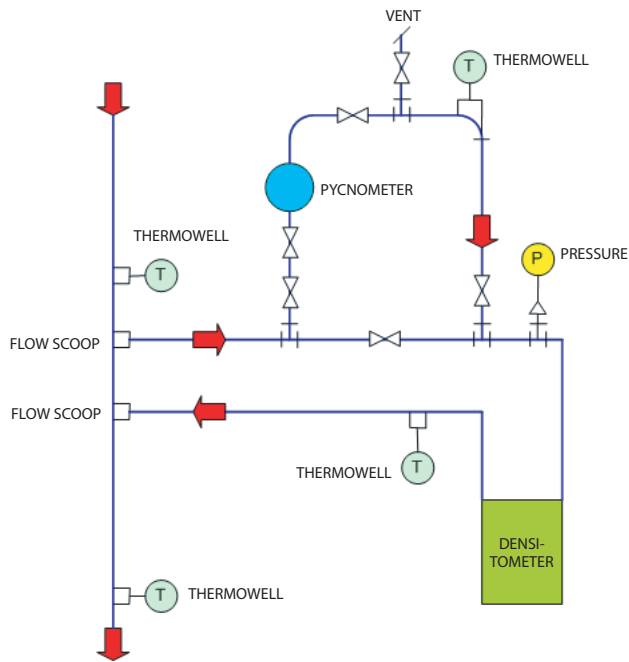 VENT
T
THERMOWELL
PYCNOMETER
THERMOWELL
T
P
PRESSURE
FLOW SCOOP
FLOW SCOOP
THERMOWELL
T
DENSI-
TOMETER
T
THERMOWELL